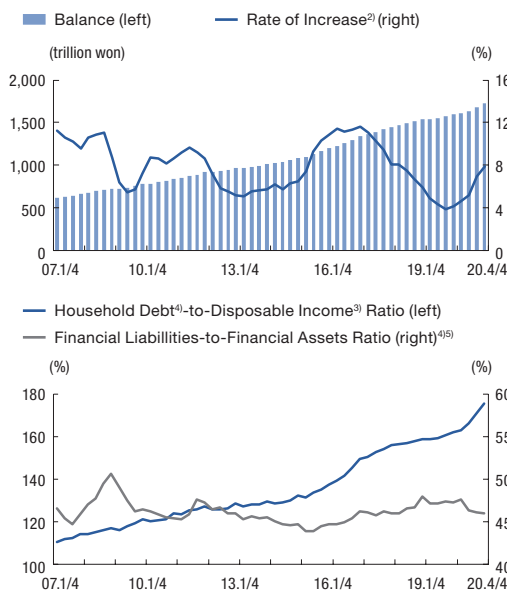 Balance (left) Rate of Increase2) (right)
(trillion won) (%)
2,000 16
1,500 12
1,000 8
500 4
0 0
07.1/4 10.1/4 13.1/4 16.1/4 19.1/4 20.4/4
Household Debt4)-to-Disposable Income3) Ratio (left)
Financial Liabillities-to-Financial Assets Ratio (right)4)5)
(%) (%)
180 60
160 55
140 50
120 45
100 40
07.1/4 10.1/4 13.1/4 16.1/4 19.1/4 20.4/4